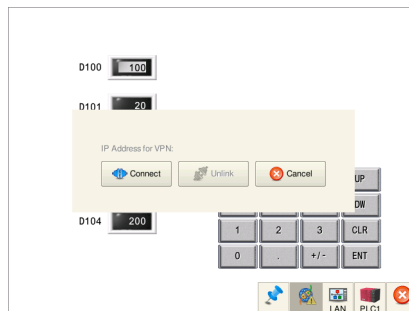 D100 100
D101 20
IP Address for VPN:
Connect Unlink Cancel
UP
DW
D104 200
1 2 3 CLR
0 . +/- ENT
LAN PLC1